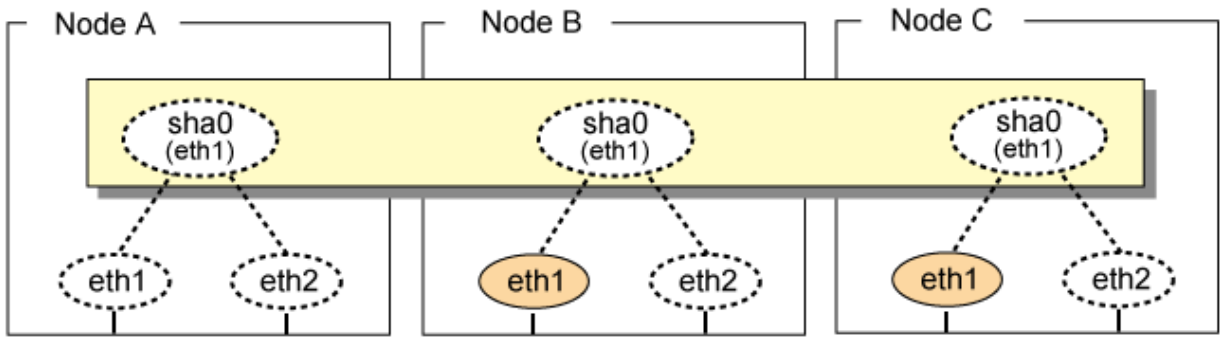 Node A
Node B
Node C
sha0
(eth1)
sha0
(eth1)
sha0
(eth1)
eth1
eth2
eth1
eth2
eth1
eth2